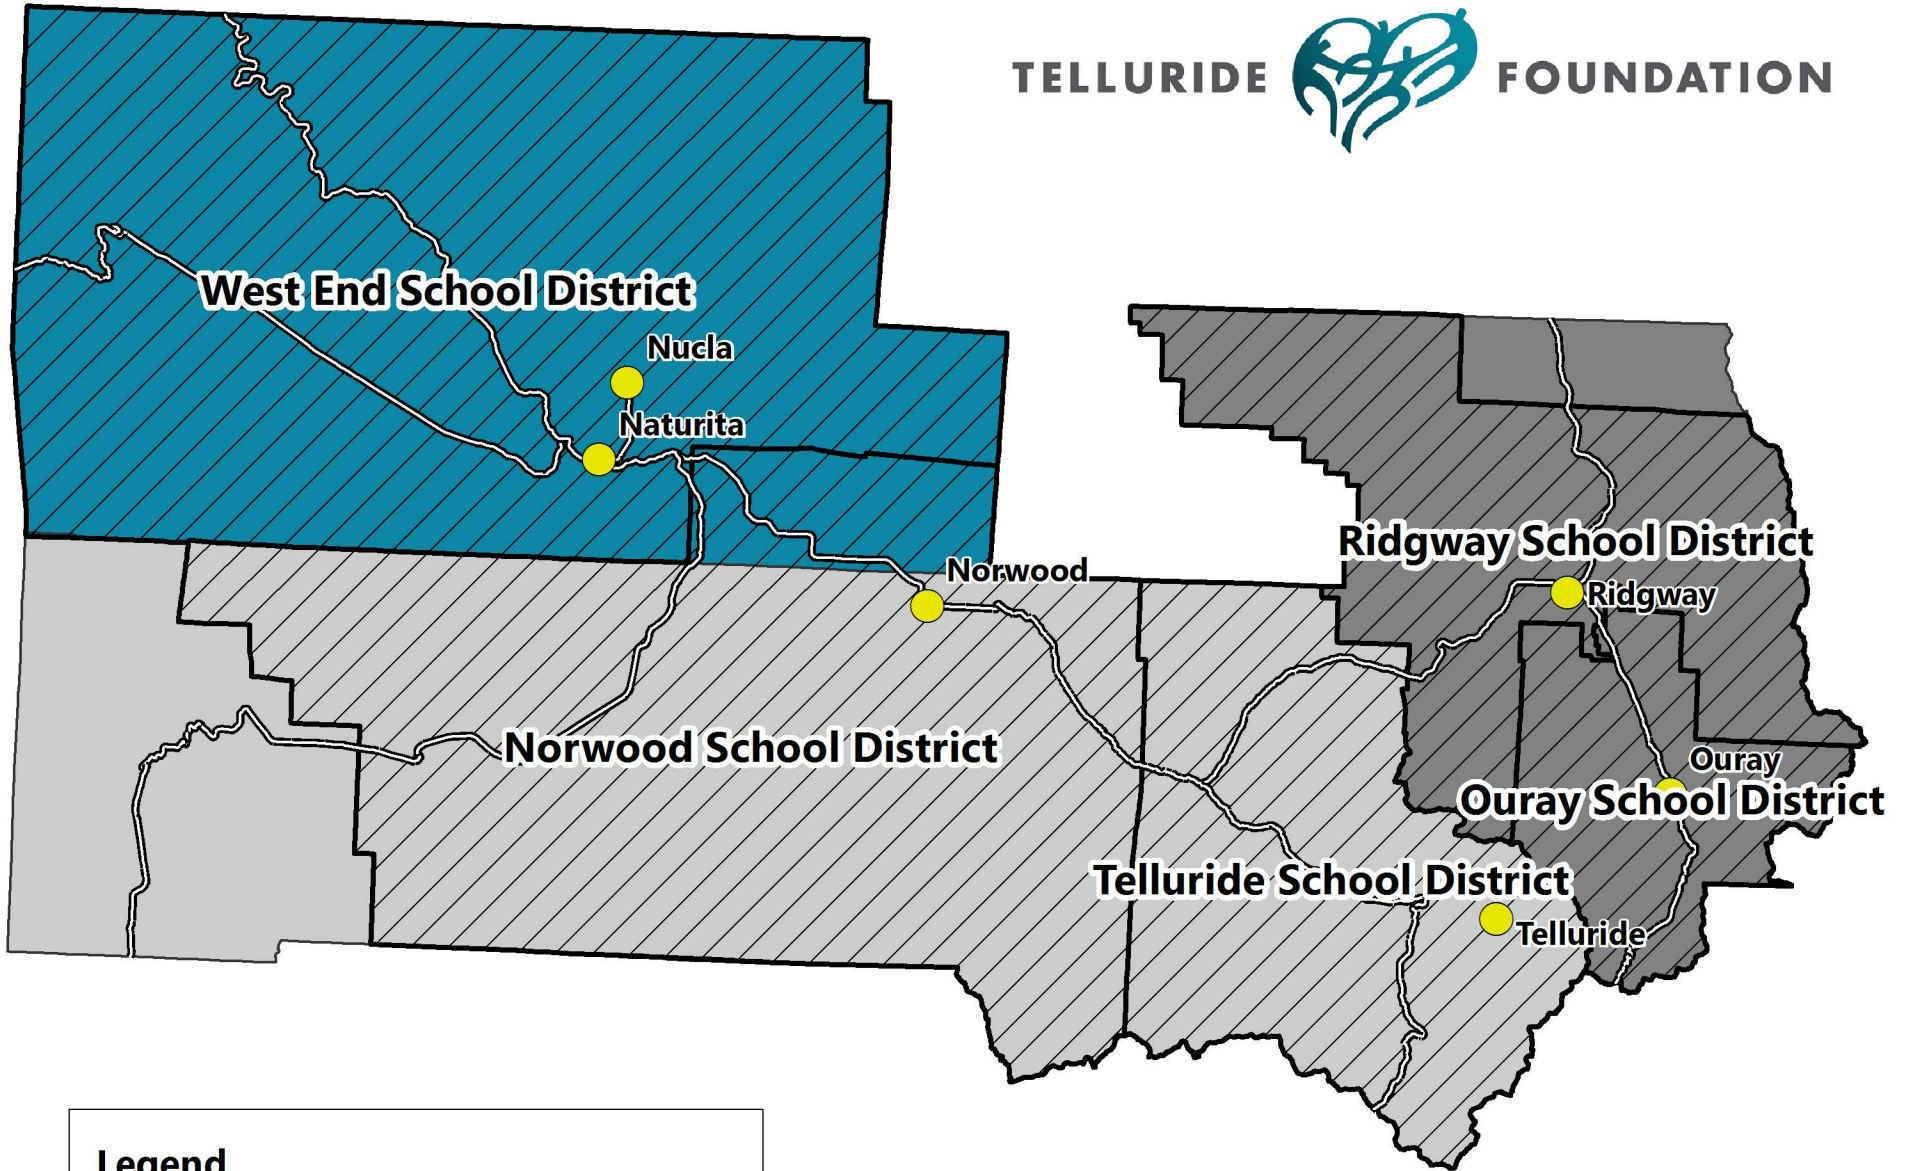 TELLURIDE FOUNDATION
West End School District
Nucla
Naturita
Ridgway School District
Norwood
Ridgway
Norwood School District
Ouray
Ouray School District
Telluride School District
Telluride
Legend